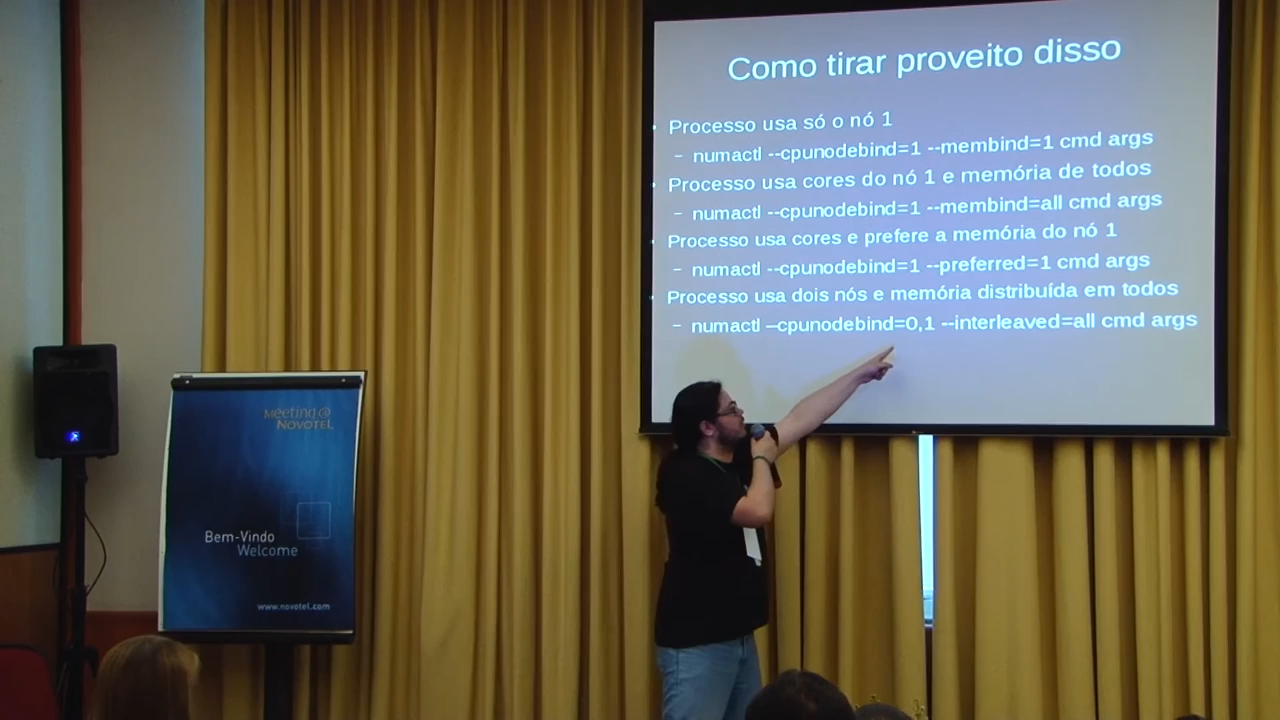 Como tirar proveito disso
Processo usa só o nó 1
– numactl --cpunodebind=1 --membind=1 cmd args
Processo usa cores do nó 1 e memória de todos
– numactl --cpunodebind=1 --membind=all cmd args
Processo usa cores e prefere a memória do nó 1
– numactl --cpunodebind=1 --preferred=1 cmd args
Processo usa dois nós e memória distribuída em todos
– numactl –cpunodebind=0,1 --interleaved=all cmd args
Meeting@
Novotel
Bem-Vindo
Welcome
www.novotel.com